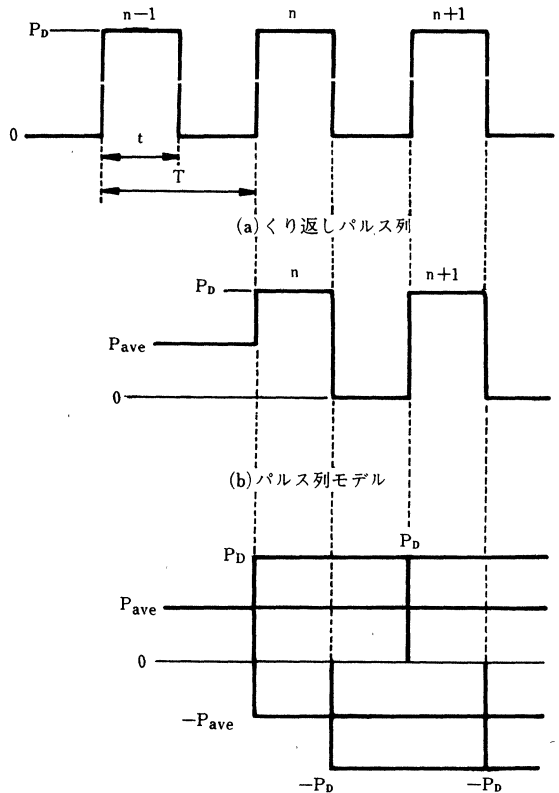 n−1 n n+1
P_D
0
t
T
(a)くり返しパルス列
n n+1
P_D
P_ave
0
(b)パルス列モデル
P_D
P_D
P_ave
0
−P_ave
−P_D −P_D